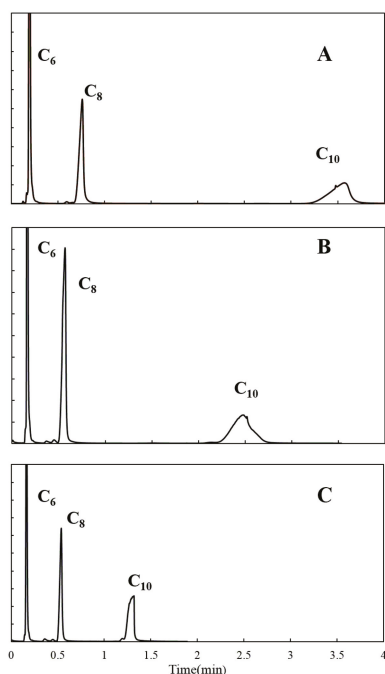 A
C₆
C₈
C₁₀
B
C₆
C₈
C₁₀
C
C₆
C₈
C₁₀
0 0.5 1 1.5 2 2.5 3 3.5 4
Time(min)